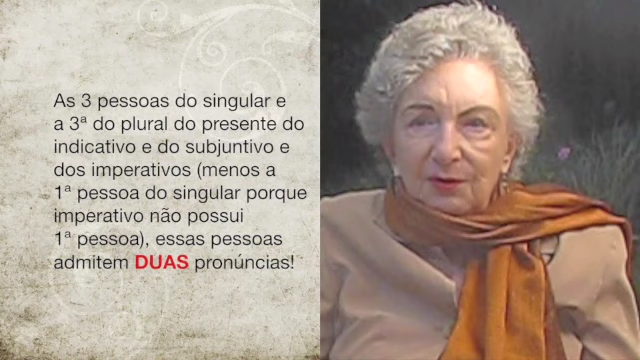 As 3 pessoas do singular e
a 3ª do plural do presente do
indicativo e do subjuntivo e
dos imperativos (menos a
1ª pessoa do singular porque
imperativo não possui
1ª pessoa), essas pessoas
admitem DUAS pronúncias!